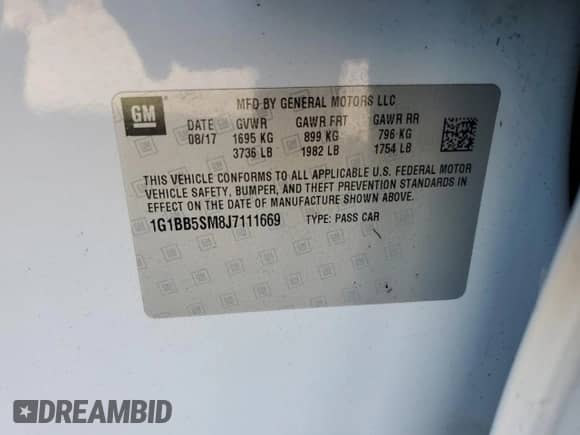 GM
MFD BY GENERAL MOTORS LLC
DATE GVWR GAWR FRT GAWR RR
08/17 1695 KG 899 KG 796 KG
3736 LB 1982 LB 1754 LB
THIS VEHICLE CONFORMS TO ALL APPLICABLE U.S. FEDERAL MOTOR
VEHICLE SAFETY, BUMPER, AND THEFT PREVENTION STANDARDS IN
EFFECT ON THE DATE OF MANUFACTURE SHOWN ABOVE.
1G1BB5SM8J7111669 TYPE: PASS CAR
DREAMBID